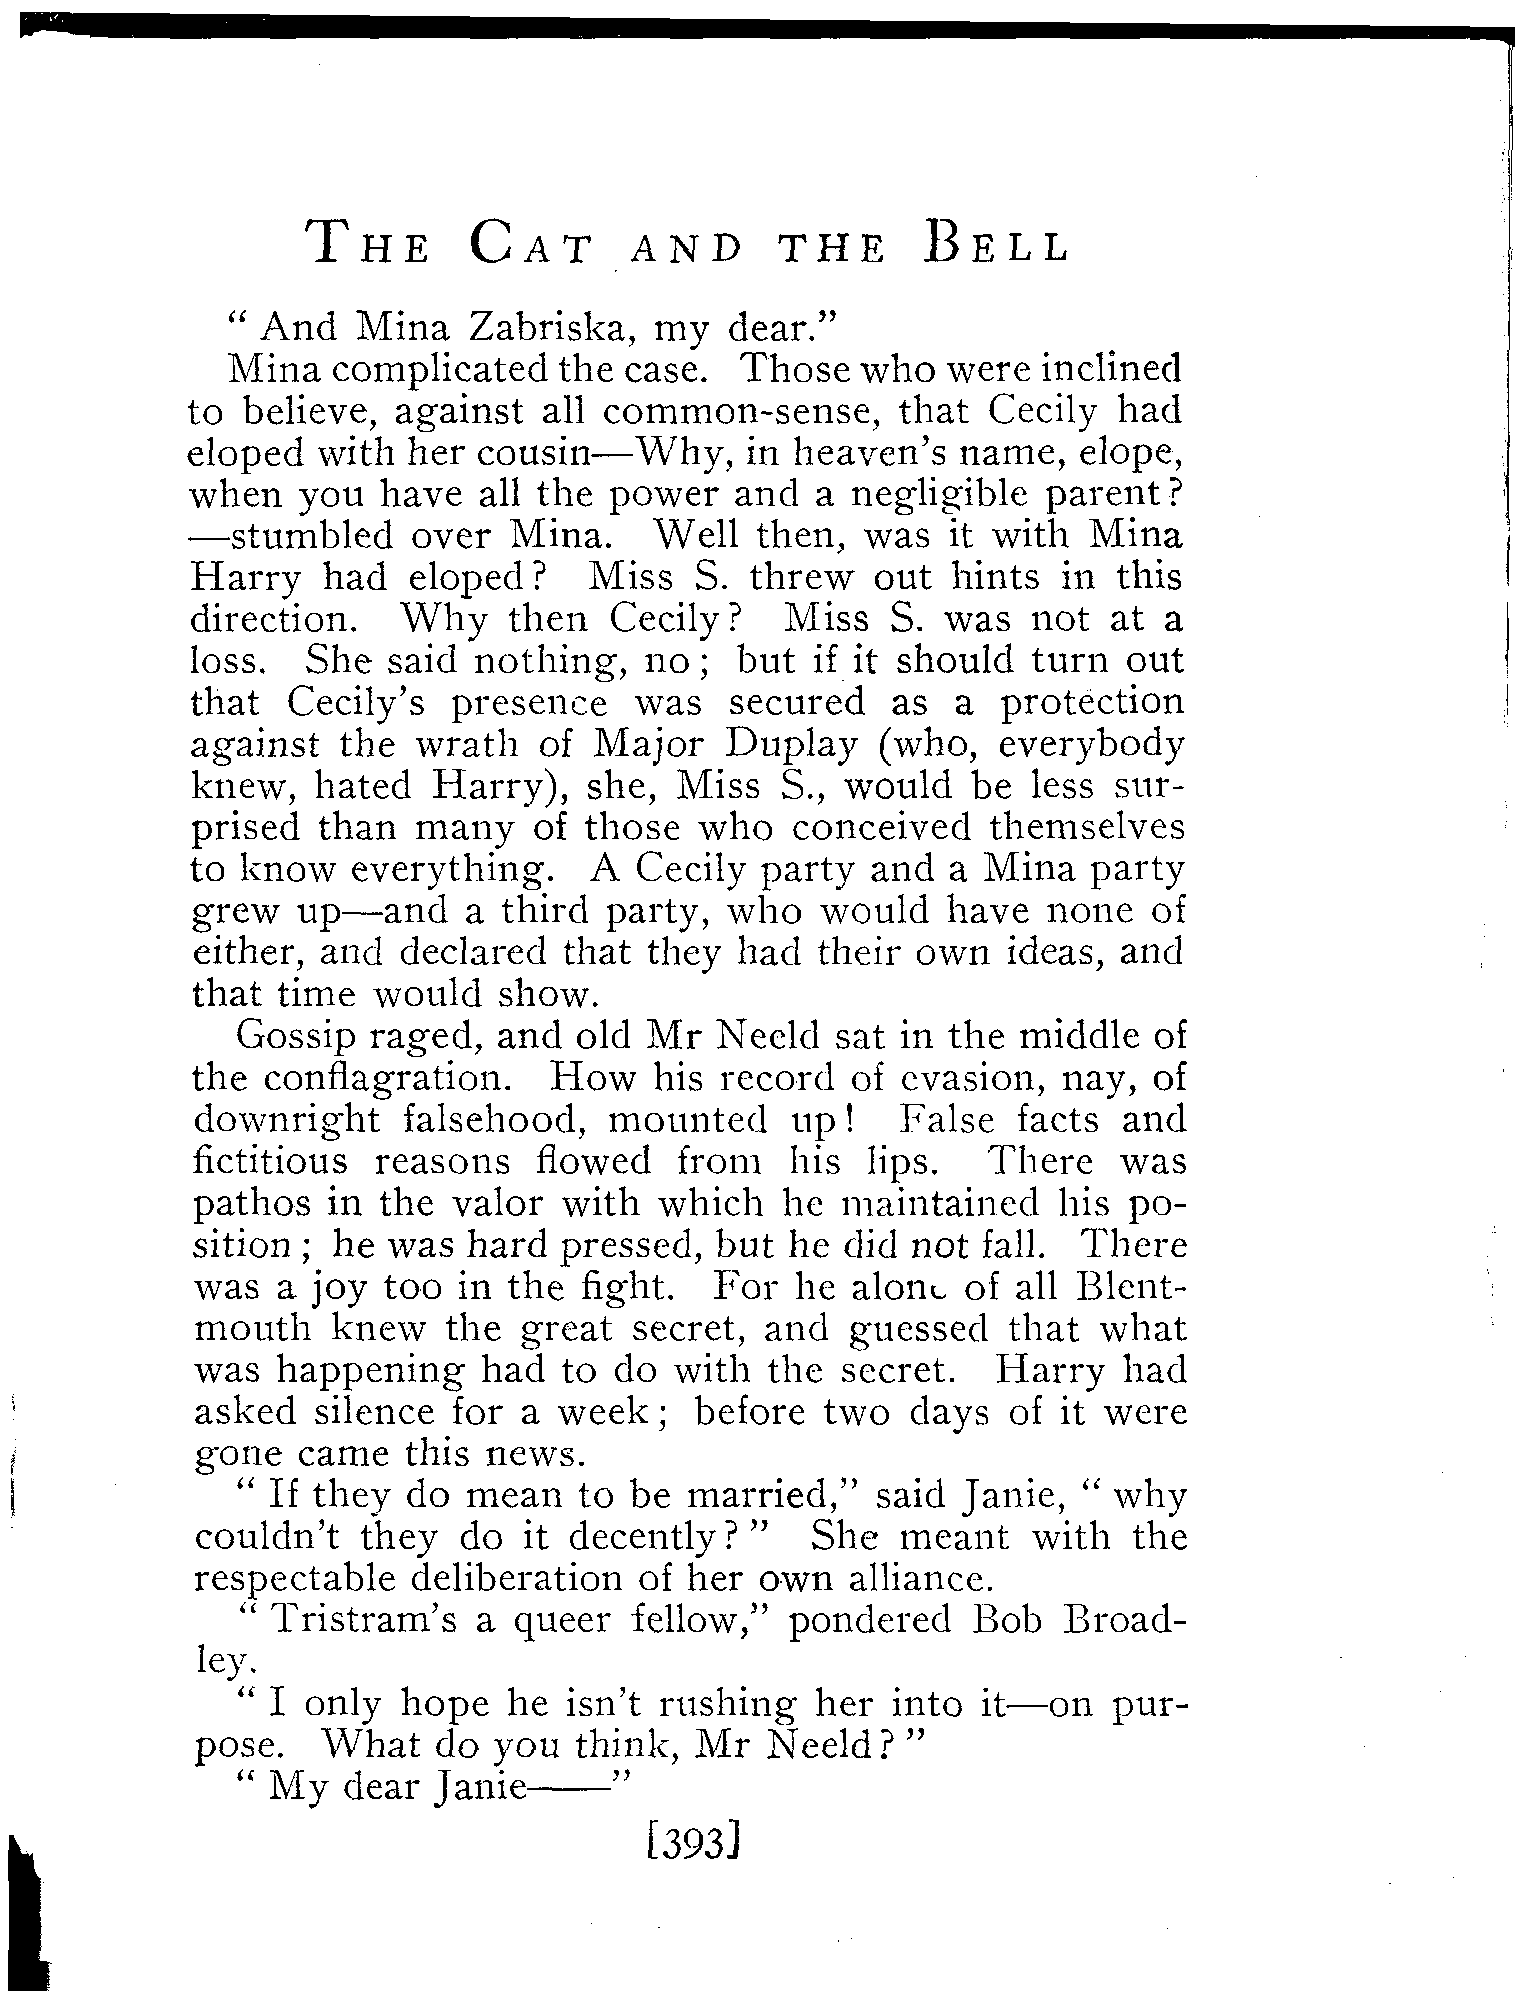 THE CAT AND THE BELL
“ And Mina Zabriska, my dear.”
Mina complicated the case. Those who were inclined
to believe, against all common-sense, that Cecily had
eloped with her cousin—Why, in heaven’s name, elope,
when you have all the power and a negligible parent?
—stumbled over Mina. Well then, was it with Mina
Harry had eloped? Miss S. threw out hints in this
direction. Why then Cecily? Miss S. was not at a
loss. She said nothing, no; but if it should turn out
that Cecily’s presence was secured as a protection
against the wrath of Major Duplay (who, everybody
knew, hated Harry), she, Miss S., would be less sur-
prised than many of those who conceived themselves
to know everything. A Cecily party and a Mina party
grew up—and a third party, who would have none of
either, and declared that they had their own ideas, and
that time would show.
Gossip raged, and old Mr Neeld sat in the middle of
the conflagration. How his record of evasion, nay, of
downright falsehood, mounted up! False facts and
fictitious reasons flowed from his lips. There was
pathos in the valor with which he maintained his po-
sition; he was hard pressed, but he did not fall. There
was a joy too in the fight. For he alone of all Blent-
mouth knew the great secret, and guessed that what
was happening had to do with the secret. Harry had
asked silence for a week; before two days of it were
gone came this news.
“ If they do mean to be married,” said Janie, “ why
couldn’t they do it decently? ” She meant with the
respectable deliberation of her own alliance.
“ Tristram’s a queer fellow,” pondered Bob Broad-
ley.
“ I only hope he isn’t rushing her into it—on pur-
pose. What do you think, Mr Neeld? ”
“ My dear Janie——”
[393]